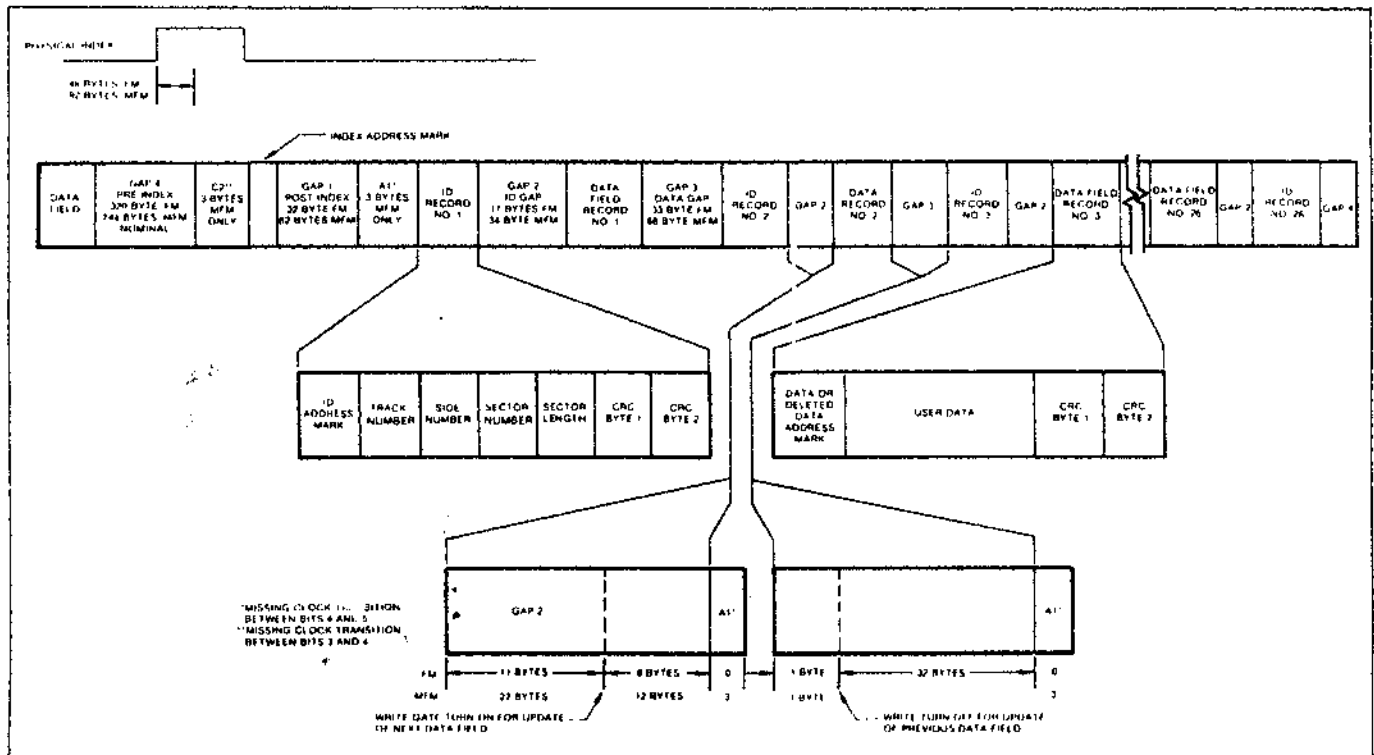 PHYSICAL INDEX
BYTES FM
BYTES MFM
INDEX ADDRESS MARK
DATA
FIELD
GAP 4
PRE INDEX
320 BYTE FM
BYTES MFM
NOMINAL
C2**
3 BYTES
MFM
ONLY
GAP 1
POST INDEX
32 BYTE FM
62 BYTES MFM
A1*
3 BYTES
MFM
ONLY
ID
RECORD
NO. 1
GAP 2
ID GAP
17 BYTES FM
34 BYTE MFM
DATA
FIELD
RECORD
NO. 1
GAP 3
DATA GAP
33 BYTE FM
66 BYTE MFM
ID
RECORD
NO. 2
GAP 2
DATA
RECORD
NO. 2
GAP 3
ID
RECORD
NO. 3
GAP 2
DATA FIELD
RECORD
NO. 3
DATA FIELD
RECORD
NO. 26
GAP 2
ID
RECORD
NO. 26
GAP 4
ID
ADDRESS
MARK
TRACK
NUMBER
SIDE
NUMBER
SECTOR
NUMBER
SECTOR
LENGTH
CRC
BYTE 1
CRC
BYTE 2
DATA OR
DELETED
DATA
ADDRESS
MARK
USER DATA
CRC
BYTE 1
CRC
BYTE 2
*MISSING CLOCK
BETWEEN BITS 4 AND 5
**MISSING CLOCK TRANSITION
BETWEEN BITS 3 AND 4
GAP 2
A1*
A1*
FM 11 BYTES 6 BYTES 0 1 BYTE 32 BYTES 0
MFM 22 BYTES 12 BYTES 3 1 BYTE 3
WRITE DATE TURN ON FOR UPDATE
OF NEXT DATA FIELD
WRITE TURN OFF FOR UPDATE
OF PREVIOUS DATA FIELD